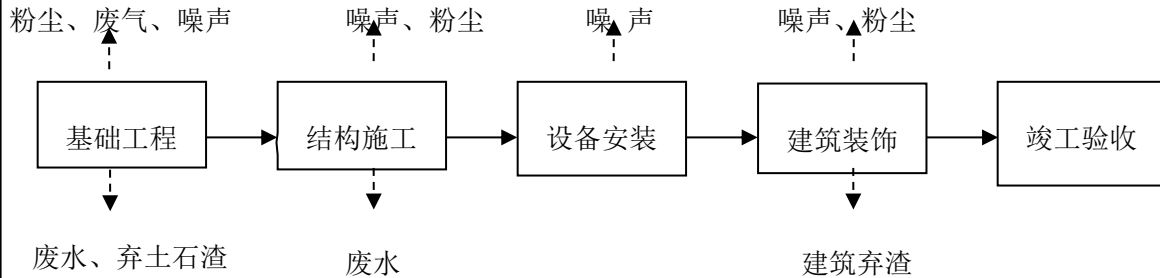 粉尘、废气、噪声
噪声、粉尘
噪 声
噪声、粉尘
基础工程
结构施工
设备安装
建筑装饰
竣工验收
废水、弃土石渣
废水
建筑弃渣